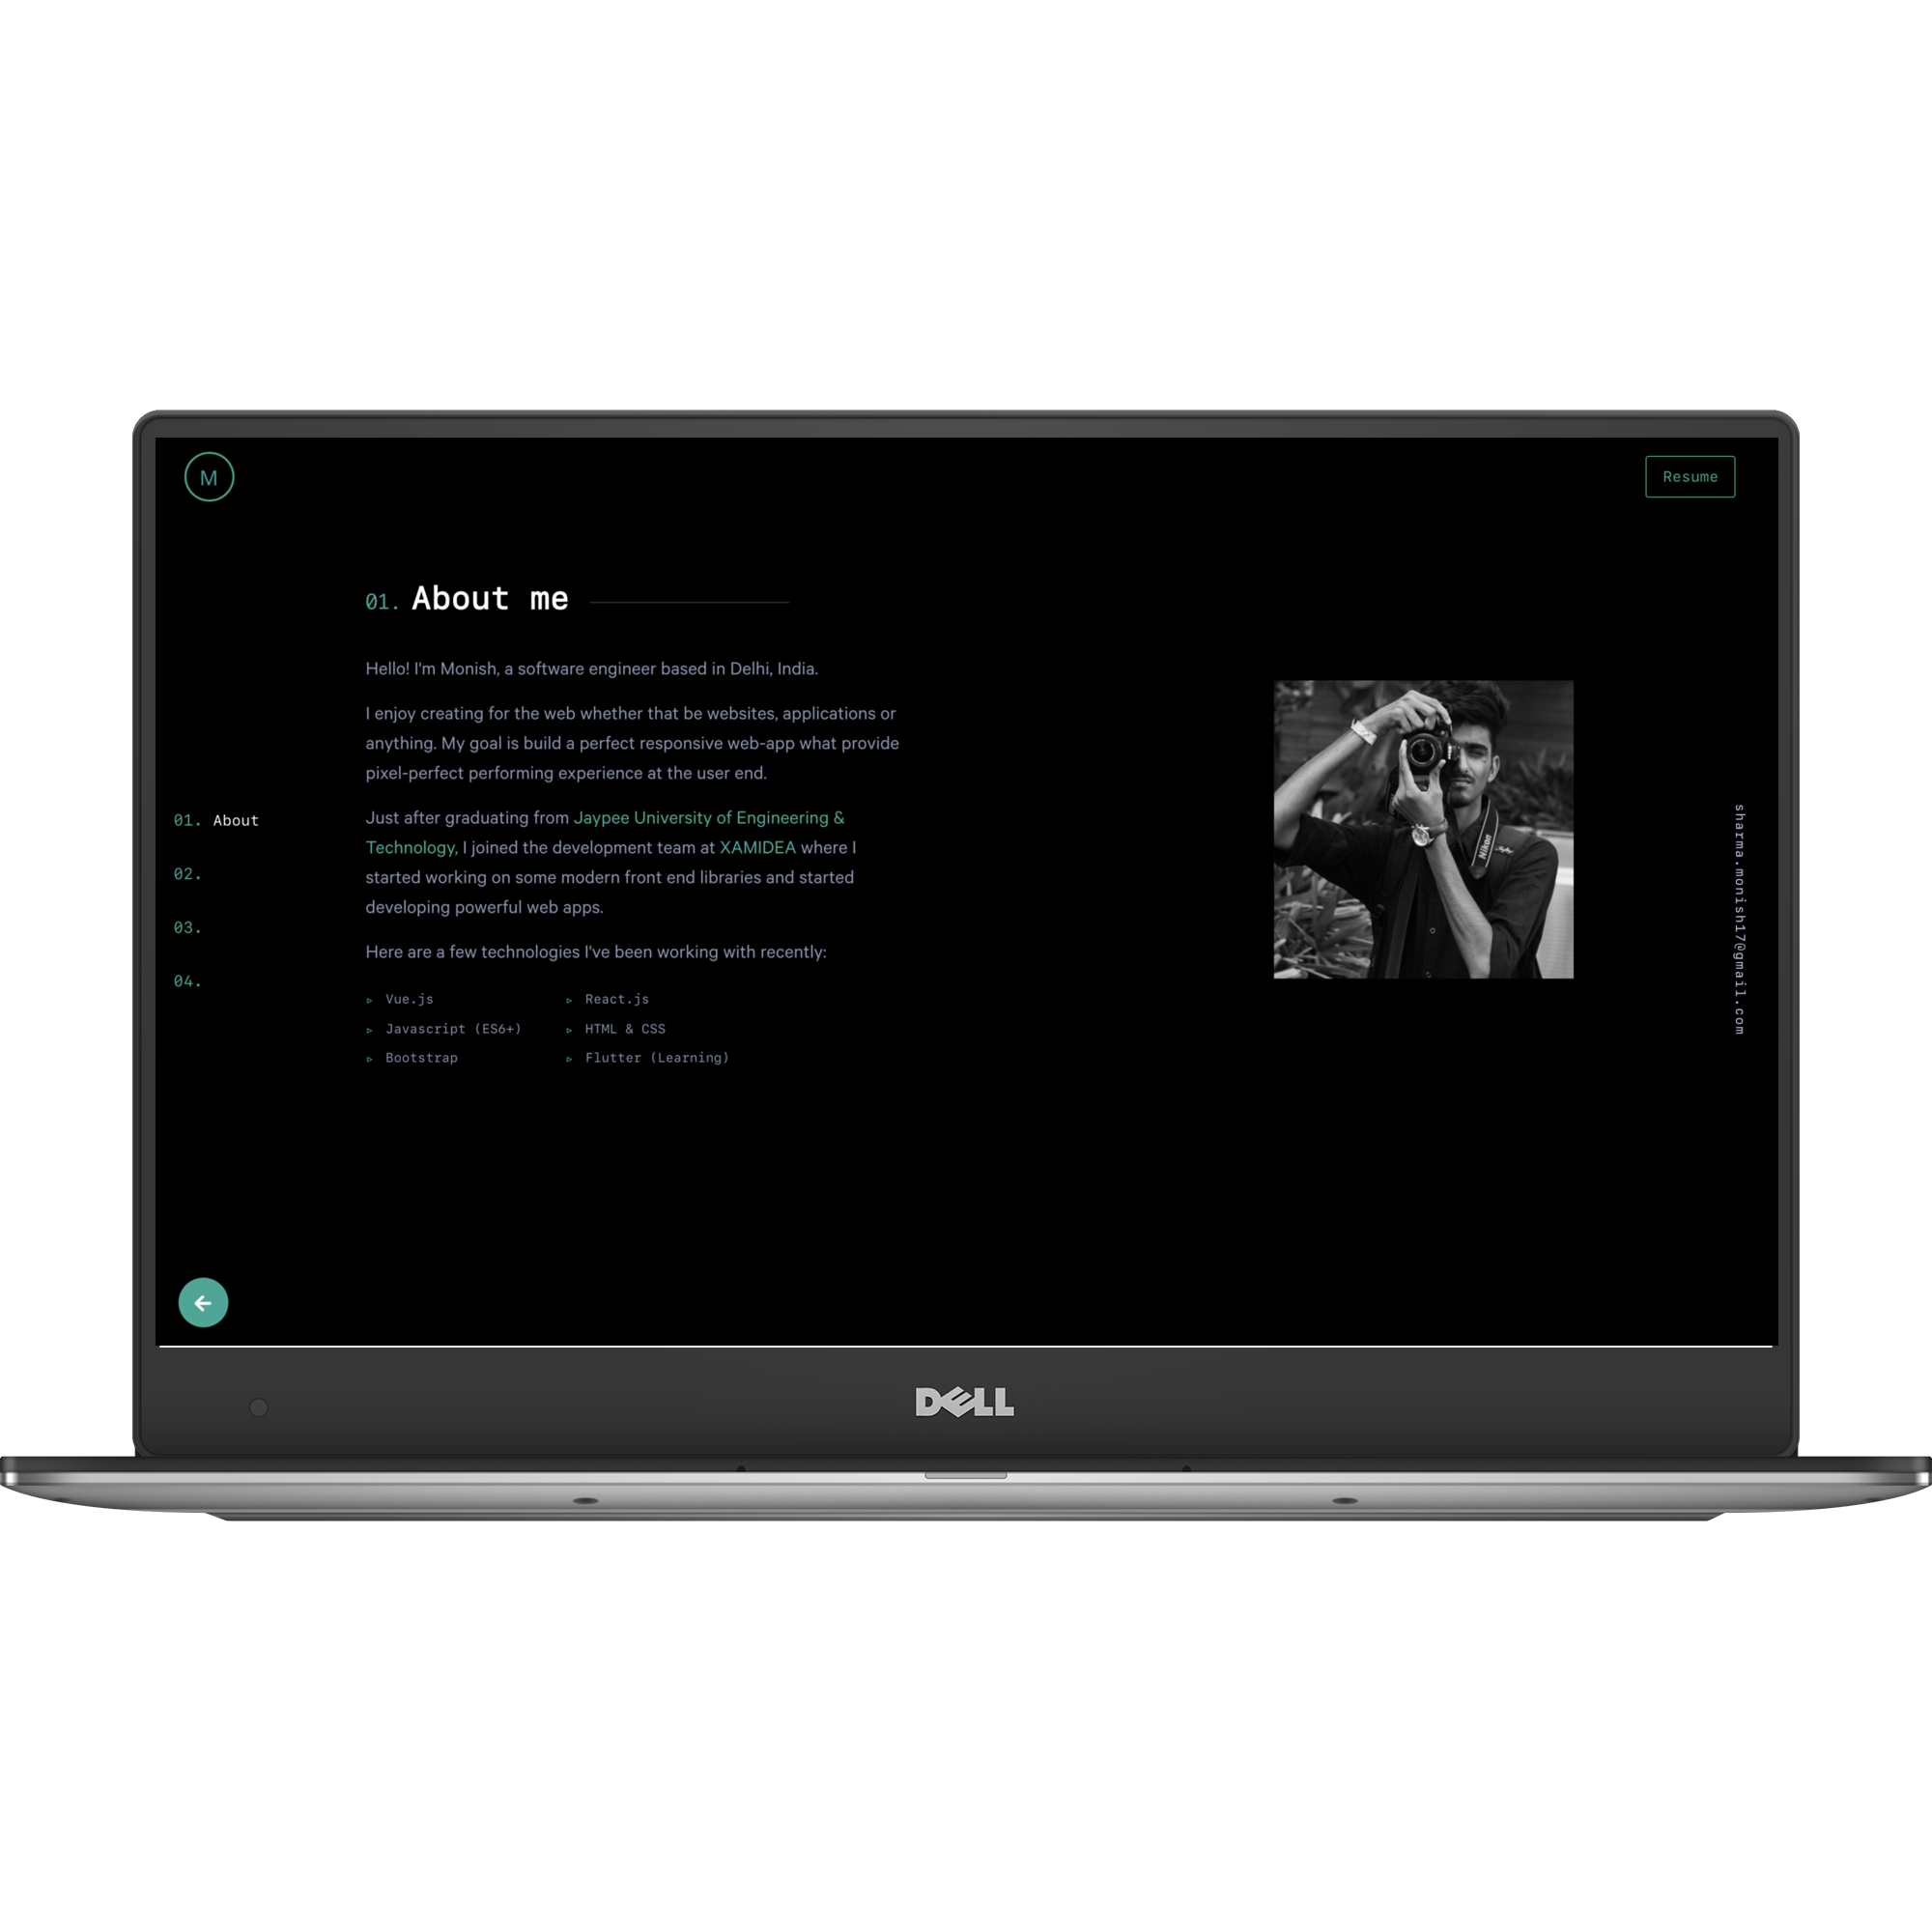 M
Resume
01. About me
Hello! I'm Monish, a software engineer based in Delhi, India.
I enjoy creating for the web whether that be websites, applications or
anything. My goal is build a perfect responsive web-app what provide
pixel-perfect performing experience at the user end.
Just after graduating from Jaypee University of Engineering &
Technology, I joined the development team at XAMIDEA where I
started working on some modern front end libraries and started
developing powerful web apps.
Here are a few technologies I've been working with recently:
▹ Vue.js
▹ React.js
▹ Javascript (ES6+)
▹ HTML & CSS
▹ Bootstrap
▹ Flutter (Learning)
01. About
02.
03.
04.
Nikon
sharma.monish17@gmail.com
DELL